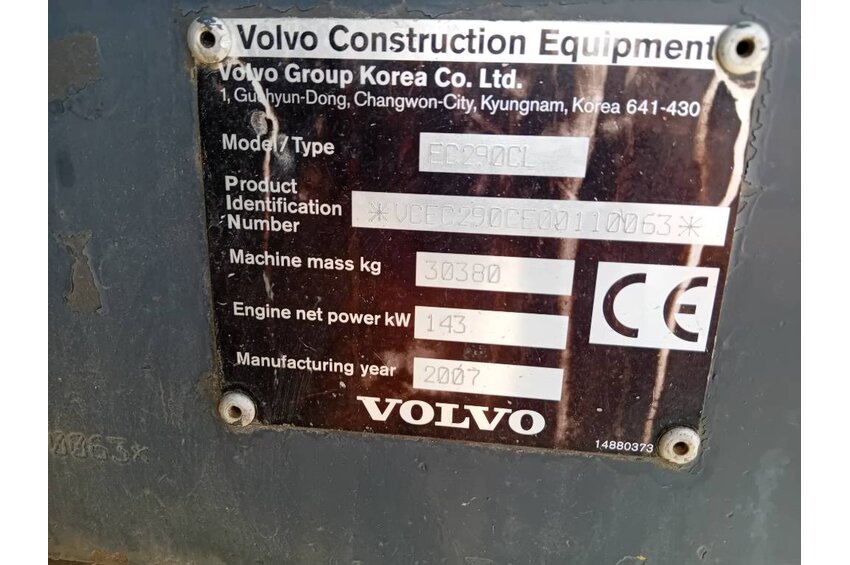 Volvo Construction Equipment
Volvo Group Korea Co. Ltd.
1, Guihyun-Dong, Changwon-City, Kyungnam, Korea 641-430
Model/Type EC290CL
Product
Identification
Number
*VCEC290CE00110063*
Machine mass kg 30380
CE
Engine net power kW 143
Manufacturing year 2007
VOLVO
14880373
0063*